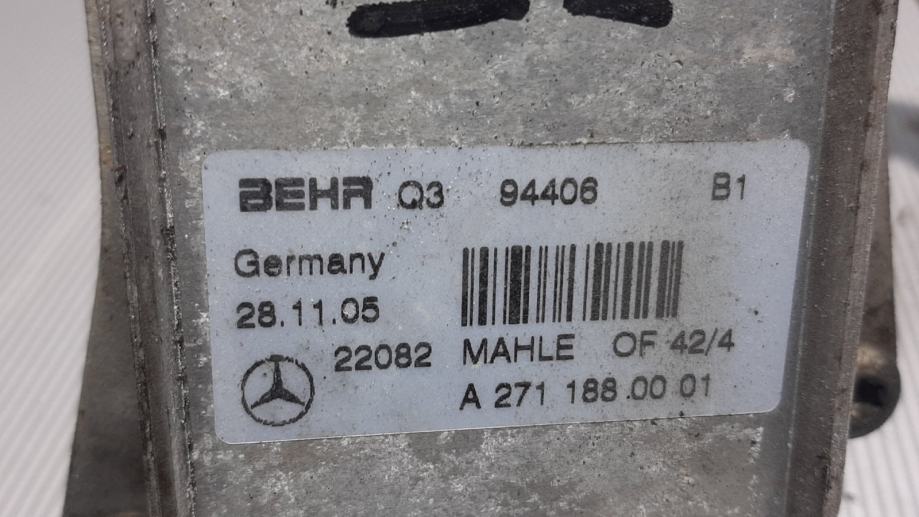 BEHR Q3 94406 B1
Germany
28.11.05
22082 MAHLE OF 42/4
A 271 188.00 01